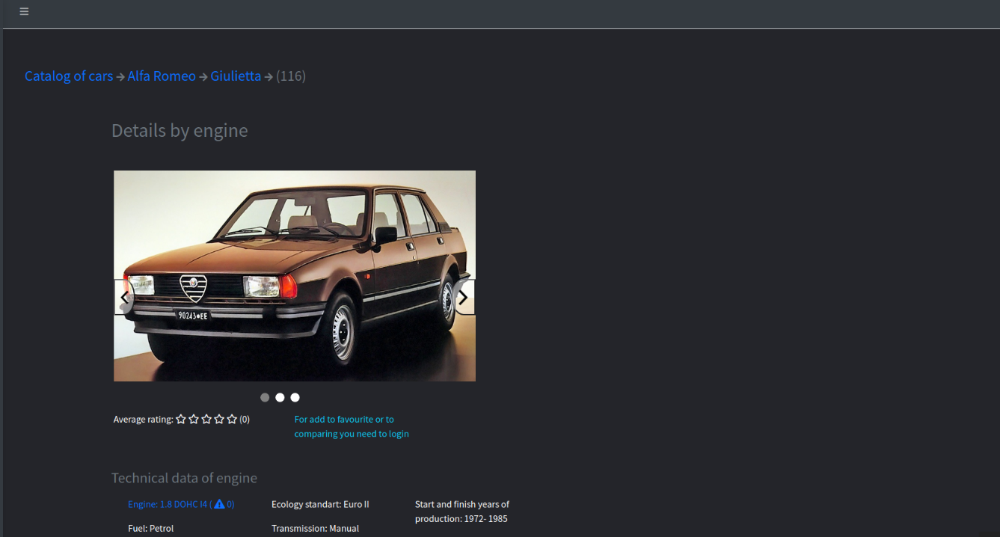 Catalog of cars → Alfa Romeo → Giulietta → (116)
Details by engine
90243•EE
Average rating: ☆ ☆ ☆ ☆ ☆ (0)
For add to favourite or to
comparing you need to login
Technical data of engine
Engine: 1.8 DOHC I4 ( ⚠ 0)
Ecology standart: Euro II
Start and finish years of
production: 1972- 1985
Fuel: Petrol
Transmission: Manual